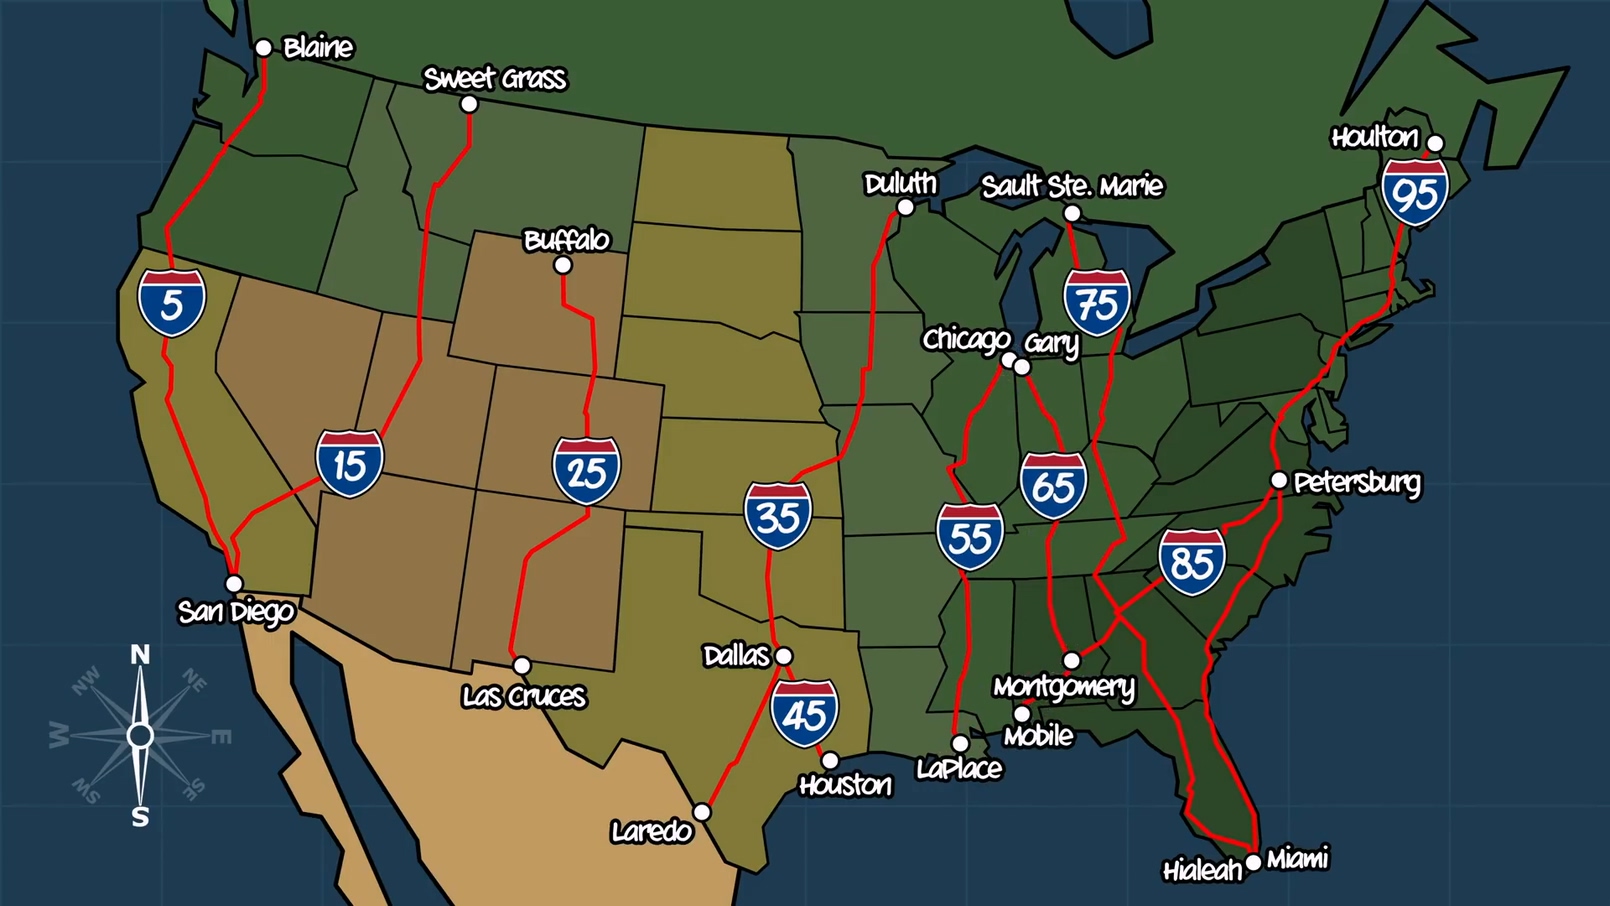 Blaine
Sweet Grass
Houlton
95
Duluth
Sault Ste. Marie
Buffalo
5
75
Chicago
Gary
15
25
65
Petersburg
35
55
85
San Diego
Dallas
N
NW
NE
Las Cruces
Montgomery
45
W
E
Mobile
LaPlace
Houston
SW
SE
S
Laredo
Hialeah
Miami